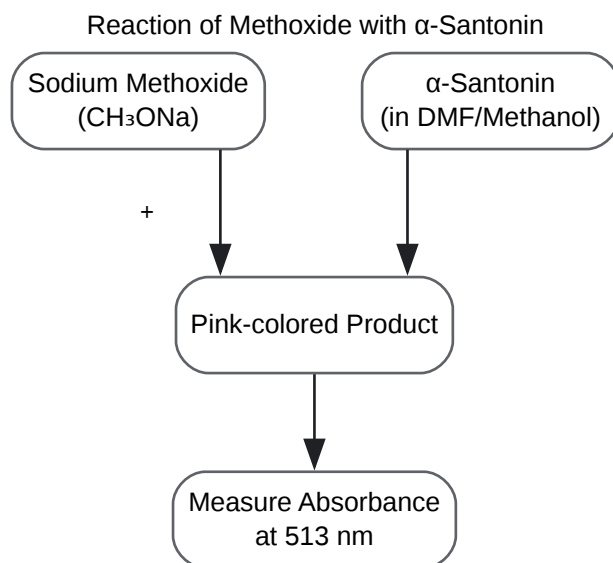 Reaction of Methoxide with α-Santonin
Sodium Methoxide
(CH₃ONa)
α-Santonin
(in DMF/Methanol)
+
Pink-colored Product
Measure Absorbance
at 513 nm